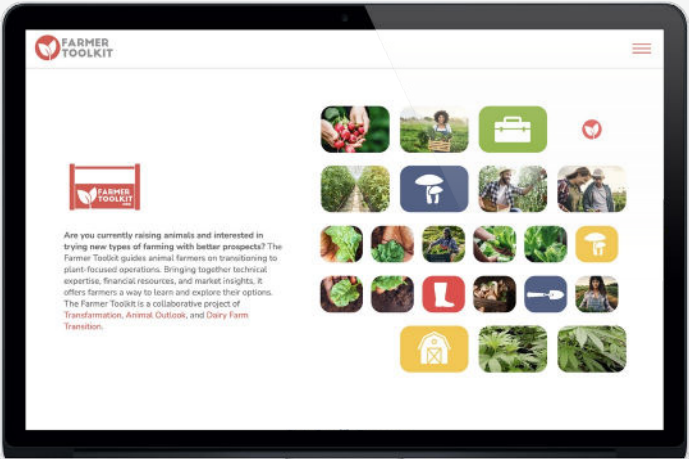 FARMER
TOOLKIT
FARMER
TOOLKIT
Are you currently raising animals and interested in
trying new types of farming with better prospects? The
Farmer Toolkit guides animal farmers on transitioning to
plant-focused operations. Bringing together technical
expertise, financial resources, and market insights, it
offers farmers a way to learn and explore their options.
The Farmer Toolkit is a collaborative project of
Transfarmation, Animal Outlook, and Dairy Farm
Transition.